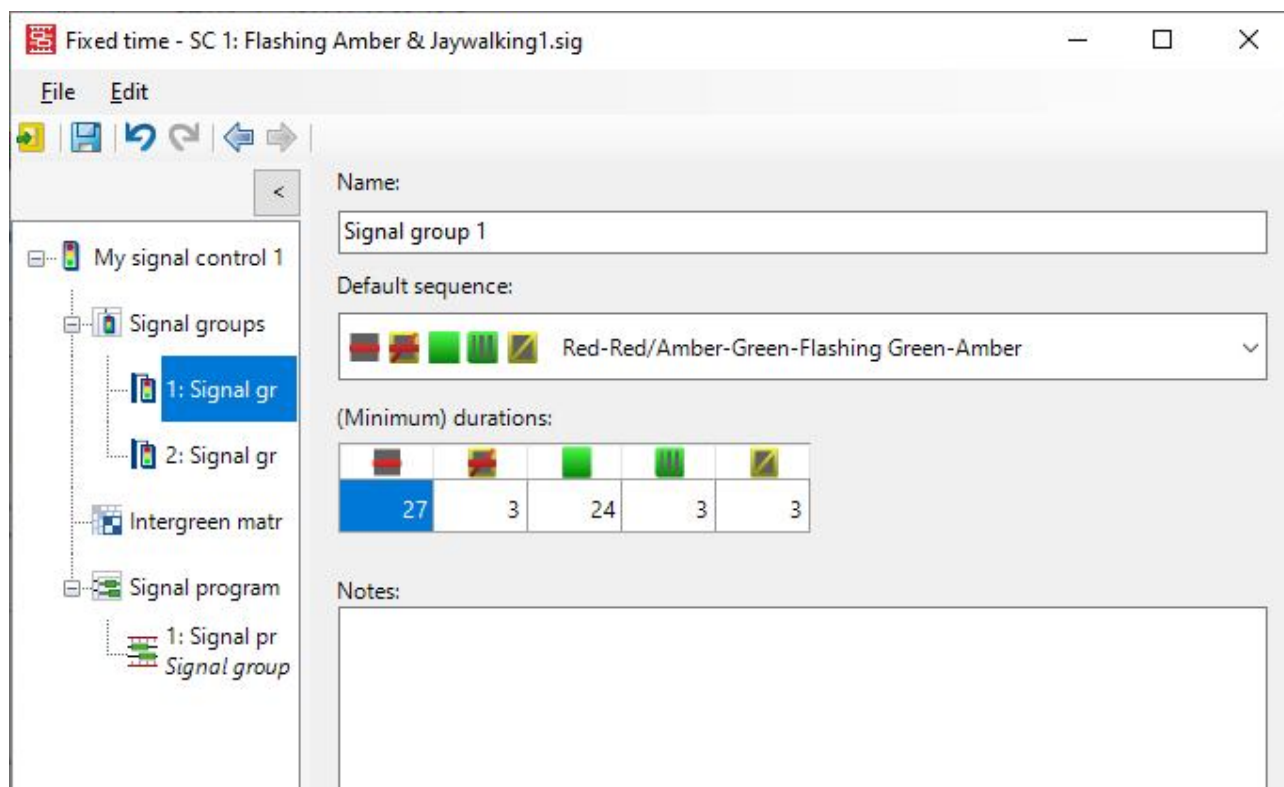 Fixed time - SC 1: Flashing Amber & Jaywalking1.sig
File Edit
<
My signal control 1
Signal groups
1: Signal gr
2: Signal gr
Intergreen matr
Signal program
1: Signal pr
Signal group
Name:
Signal group 1
Default sequence:
Red-Red/Amber-Green-Flashing Green-Amber
(Minimum) durations:
27 3 24 3 3
Notes: